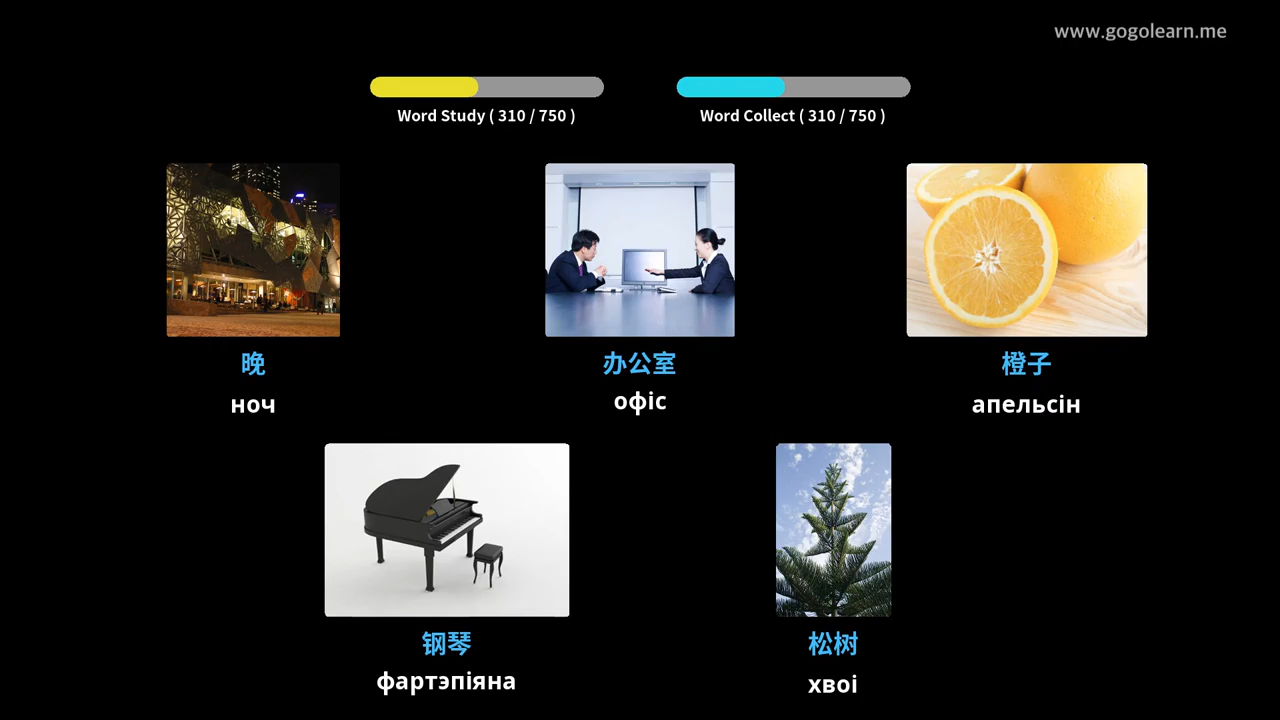 www.gogolearn.me
Word Study ( 310 / 750 )
Word Collect ( 310 / 750 )
晚
办公室
橙子
ноч
офіс
апельсін
钢琴
松树
фартэпіяна
хвоі